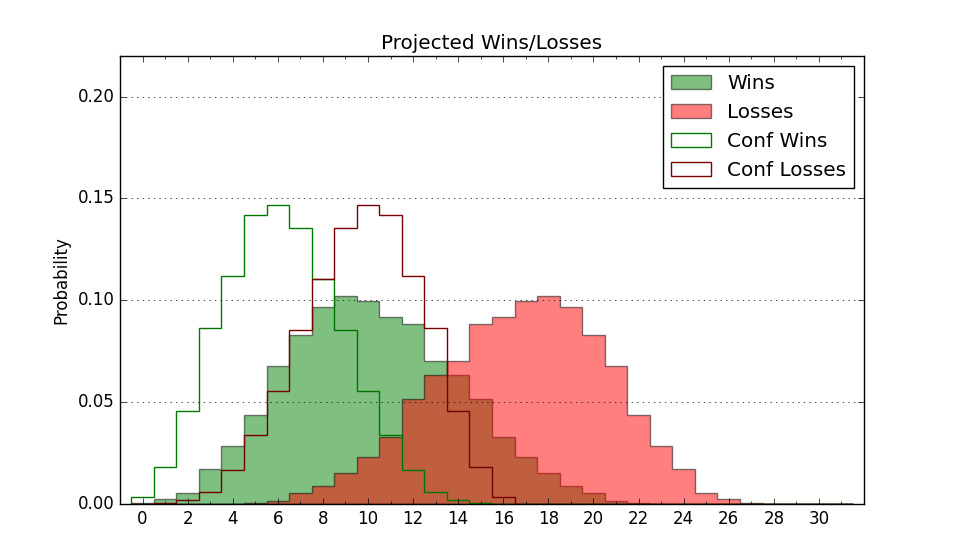 Projected Wins/Losses
Wins
Losses
Conf Wins
Conf Losses
Probability
0.20
0.15
0.10
0.05
0.00
0 2 4 6 8 10 12 14 16 18 20 22 24 26 28 30